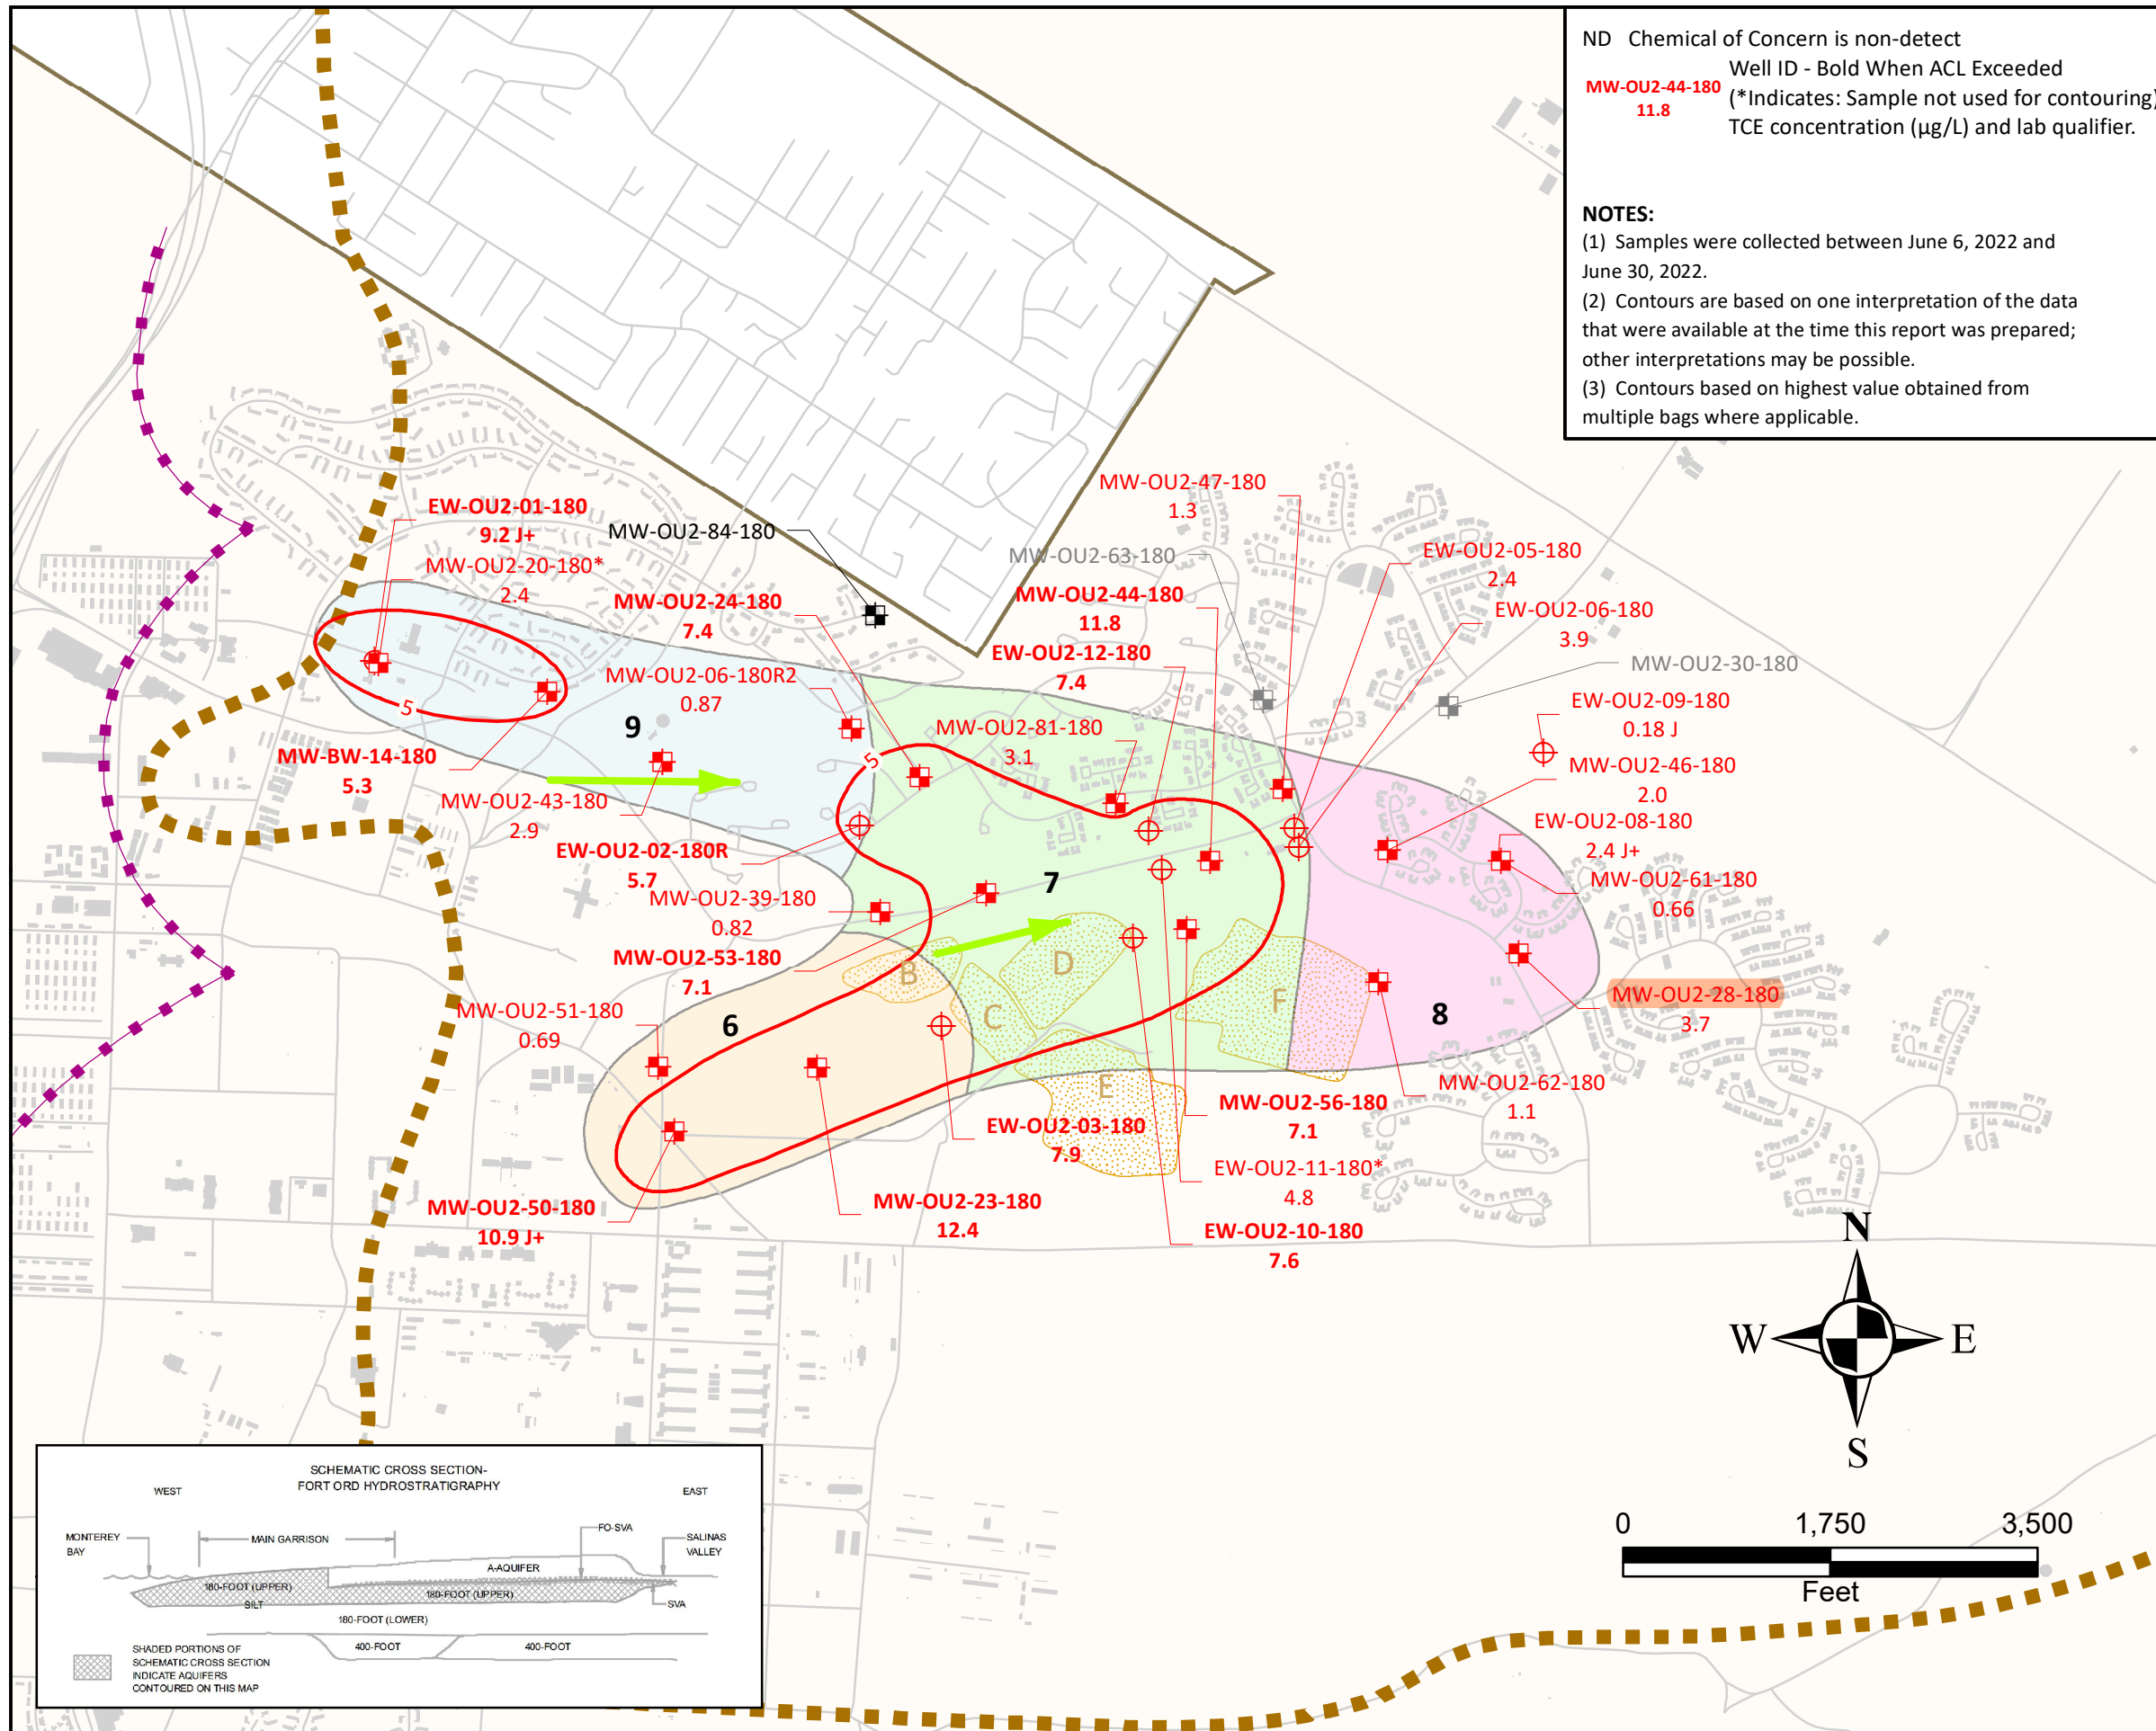 ND Chemical of Concern is non-detect
Well ID - Bold When ACL Exceeded
MW-OU2-44-180
(*Indicates: Sample not used for contouring)
11.8
TCE concentration (µg/L) and lab qualifier.
NOTES:
(1) Samples were collected between June 6, 2022 and
June 30, 2022.
(2) Contours are based on one interpretation of the data
that were available at the time this report was prepared;
other interpretations may be possible.
(3) Contours based on highest value obtained from
multiple bags where applicable.
MW-OU2-47-180
1.3
EW-OU2-01-180
9.2 J+
MW-OU2-84-180
MW-OU2-63-180
EW-OU2-05-180
2.4
MW-OU2-20-180*
2.4
MW-OU2-24-180
7.4
MW-OU2-44-180
11.8
EW-OU2-06-180
3.9
EW-OU2-12-180
7.4
MW-OU2-30-180
MW-OU2-06-180R2
0.87
EW-OU2-09-180
0.18 J
5
9
MW-OU2-81-180
3.1
MW-BW-14-180
5.3
5
MW-OU2-46-180
2.0
MW-OU2-43-180
2.9
EW-OU2-08-180
2.4 J+
EW-OU2-02-180R
5.7
7
MW-OU2-61-180
0.66
MW-OU2-39-180
0.82
MW-OU2-53-180
7.1
B
D
MW-OU2-28-180
3.7
F
MW-OU2-51-180
0.69
6
C
8
E
MW-OU2-62-180
1.1
EW-OU2-03-180
7.9
MW-OU2-56-180
7.1
EW-OU2-11-180*
4.8
MW-OU2-50-180
10.9 J+
MW-OU2-23-180
12.4
EW-OU2-10-180
7.6
N
W
E
S
0 1,750 3,500
Feet
SCHEMATIC CROSS SECTION-
FORT ORD HYDROSTRATIGRAPHY
WEST
EAST
MONTEREY
BAY
MAIN GARRISON
FO-SVA
SALINAS
VALLEY
A-AQUIFER
180-FOOT (UPPER)
180-FOOT (UPPER)
SILT
SVA
180-FOOT (LOWER)
400-FOOT
400-FOOT
SHADED PORTIONS OF
SCHEMATIC CROSS SECTION
INDICATE AQUIFERS
CONTOURED ON THIS MAP